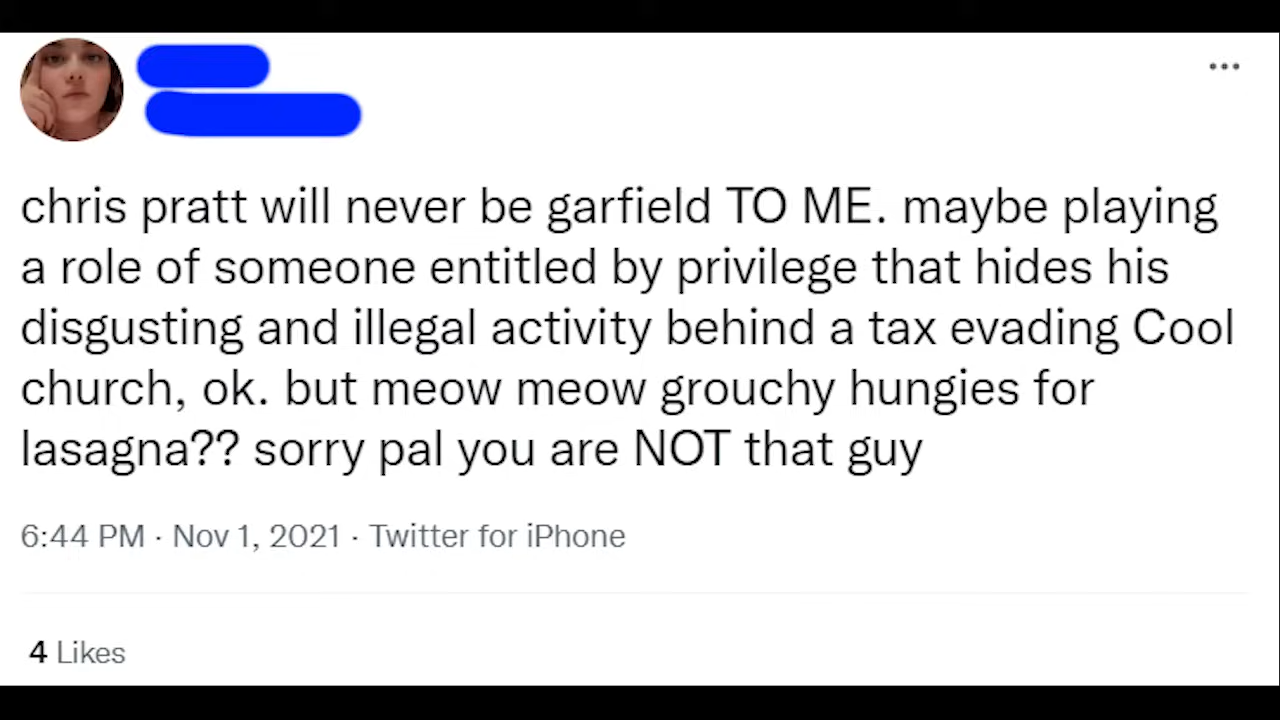 chris pratt will never be garfield TO ME. maybe playing
a role of someone entitled by privilege that hides his
disgusting and illegal activity behind a tax evading Cool
church, ok. but meow meow grouchy hungies for
lasagna?? sorry pal you are NOT that guy
6:44 PM · Nov 1, 2021 · Twitter for iPhone
4 Likes